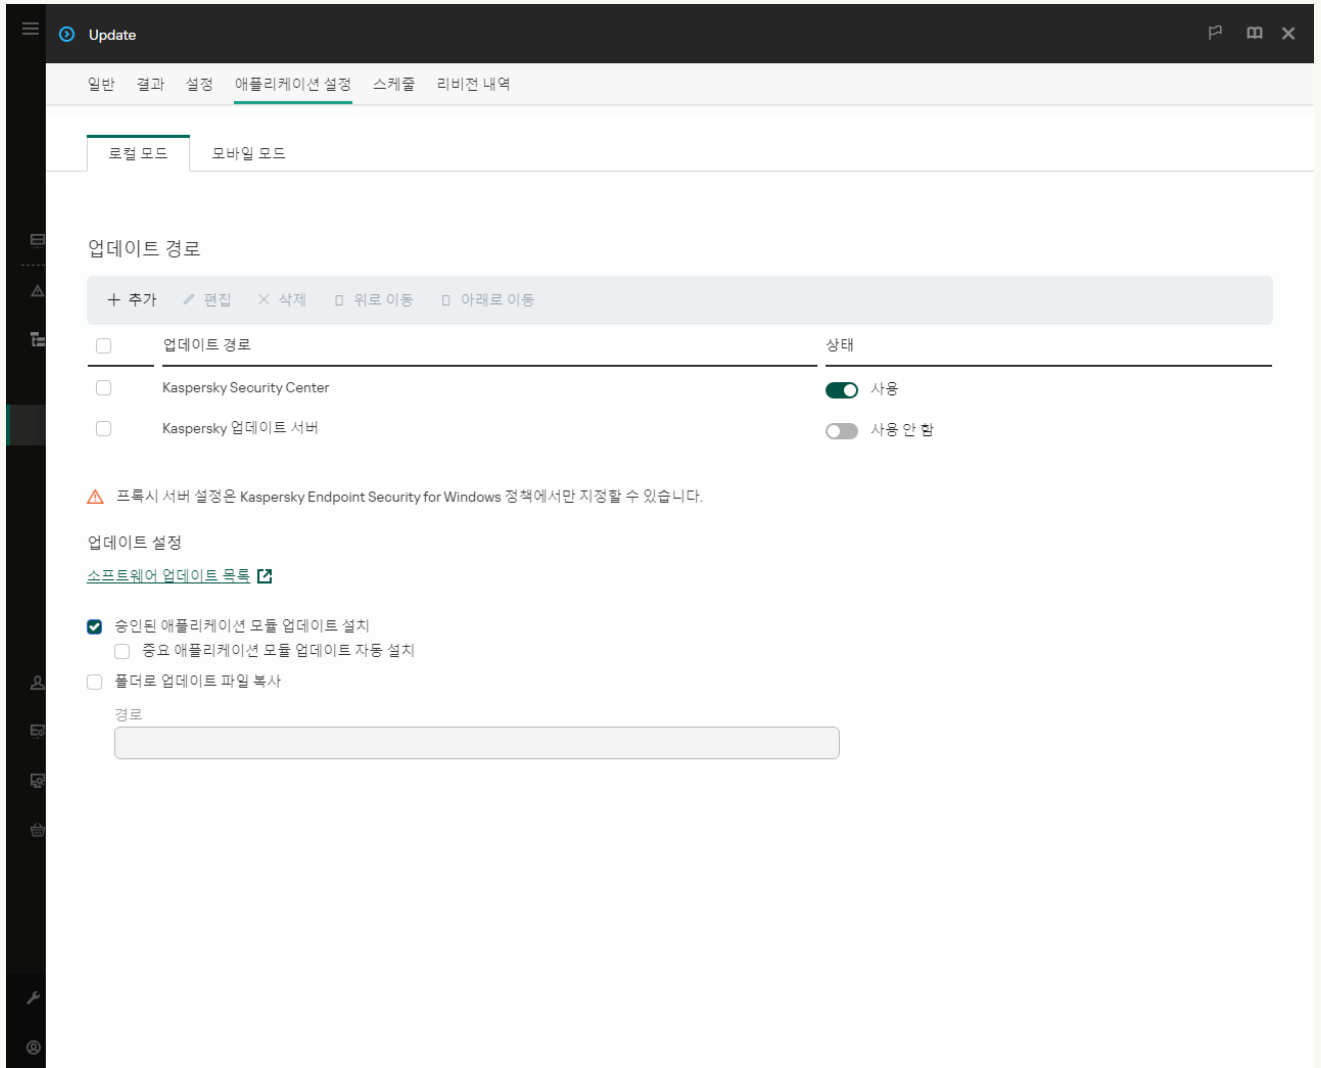 Update
일반 결과 설정 애플리케이션 설정 스케줄 리비전 내역
로컬 모드 모바일 모드
업데이트 경로
추가 편집 삭제 위로 이동 아래로 이동
업데이트 경로 상태
Kaspersky Security Center 사용
Kaspersky 업데이트 서버 사용 안 함
프록시 서버 설정은 Kaspersky Endpoint Security for Windows 정책에서만 지정할 수 있습니다.
업데이트 설정
소프트웨어 업데이트 목록
승인된 애플리케이션 모듈 업데이트 설치
중요 애플리케이션 모듈 업데이트 자동 설치
폴더로 업데이트 파일 복사
경로